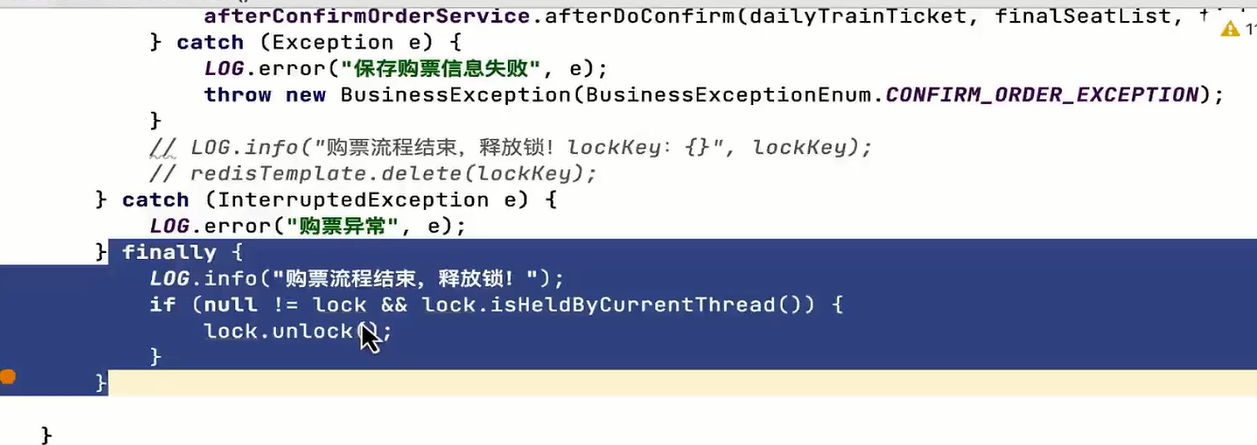 afterConfirmOrderService.afterDoConfirm(dailyTrainTicket, finalSeatList,
} catch (Exception e) {
LOG.error("保存购票信息失败", e);
throw new BusinessException(BusinessExceptionEnum.CONFIRM_ORDER_EXCEPTION);
}
// LOG.info("购票流程结束，释放锁！lockKey：{}", lockKey);
// redisTemplate.delete(lockKey);
} catch (InterruptedException e) {
LOG.error("购票异常", e);
} finally {
LOG.info("购票流程结束，释放锁！");
if (null != lock && lock.isHeldByCurrentThread()) {
lock.unlock();
}
}
}